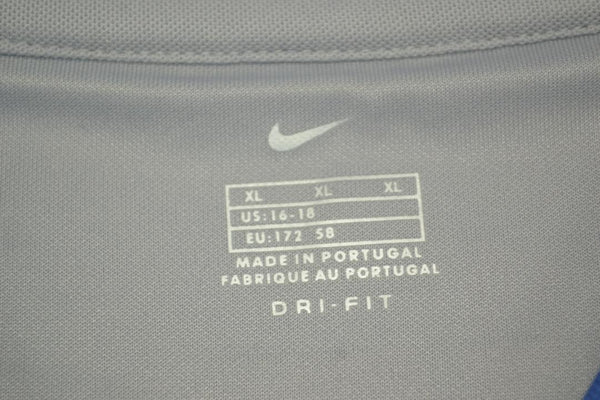 XL XL XL
US:16-18
EU:172 58
MADE IN PORTUGAL
FABRIQUE AU PORTUGAL
DRI-FIT